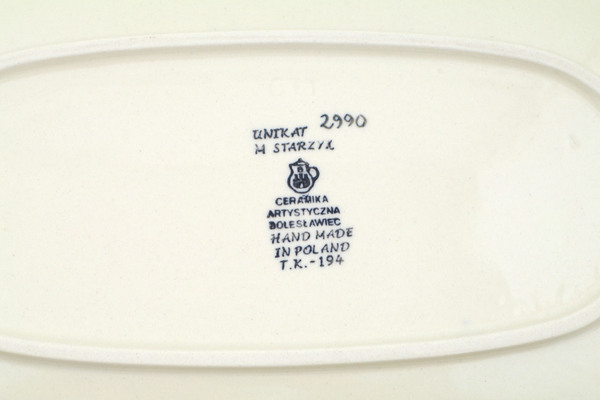 UNIKAT 2990
M STARZYK
CERAMIKA
ARTYSTYCZNA
BOLESŁAWIEC
HAND MADE
IN POLAND
T.K.-194